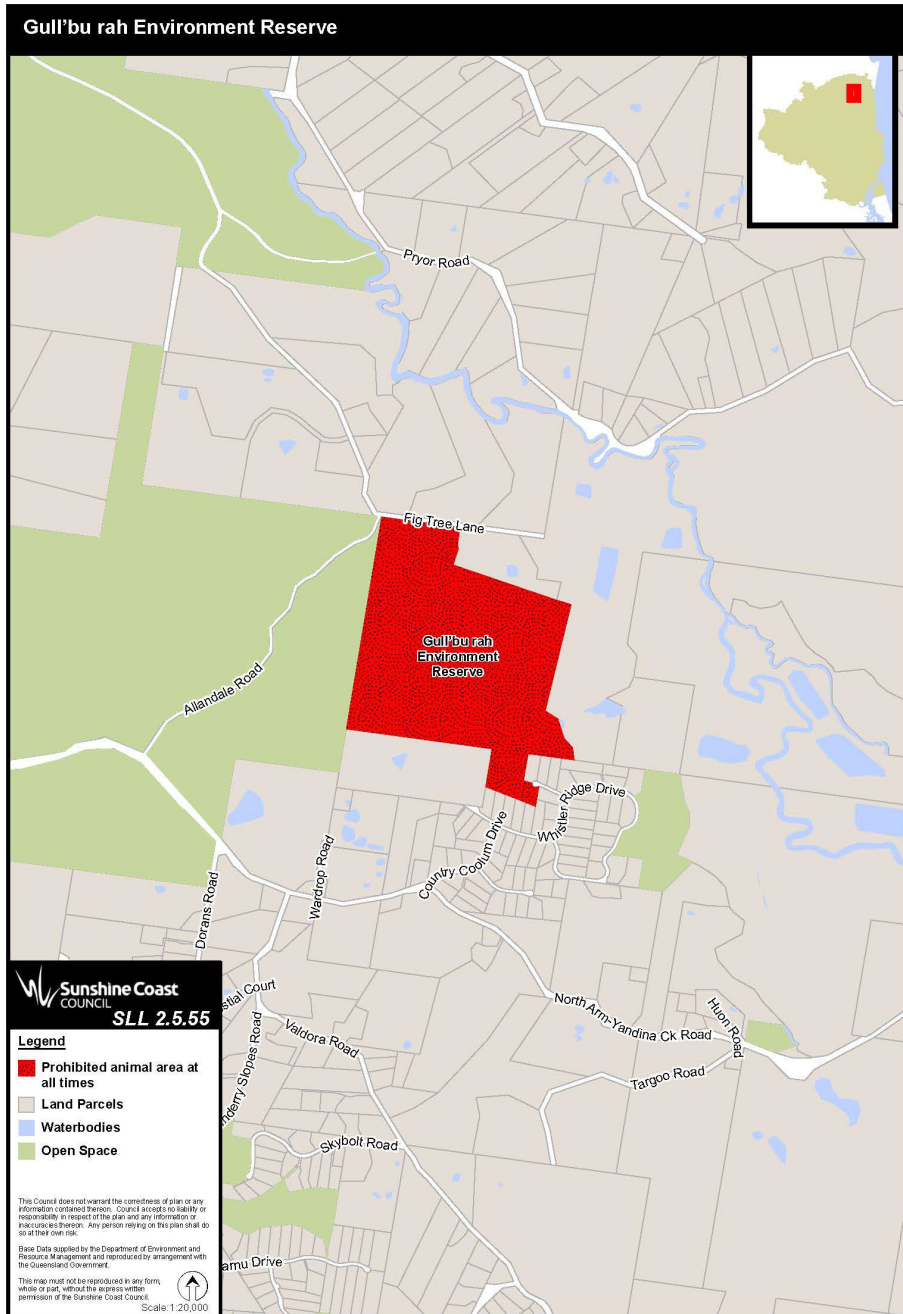 Gull'bu rah Environment Reserve
Pryor Road
Fig Tree Lane
Gull'bu rah
Environment
Reserve
Allandale Road
Whistler Ridge Drive
Country Coolum Drive
Wardrop Road
Dorans Road
North Arm-Yandina Ck Road
Huon Road
Targoo Road
Valdora Road
Skybolt Road
Court
Slopes Road
Drive
Sunshine Coast
COUNCIL
SLL 2.5.55
Legend
Prohibited animal area at
all times
Land Parcels
Waterbodies
Open Space
This Council does not warrant the correctness of plan or any
information contained thereon. Council accepts no liability or
responsibility in respect of the plan and any information or
inaccuracies thereon. Any person relying on this plan shall do
so at their own risk.
Base Data supplied by the Department of Environment and
Resource Management and reproduced by arrangement with
the Queensland Government.
This map must not be reproduced in any form,
whole or part, without the express written
permission of the Sunshine Coast Council.
Scale: 1:20,000